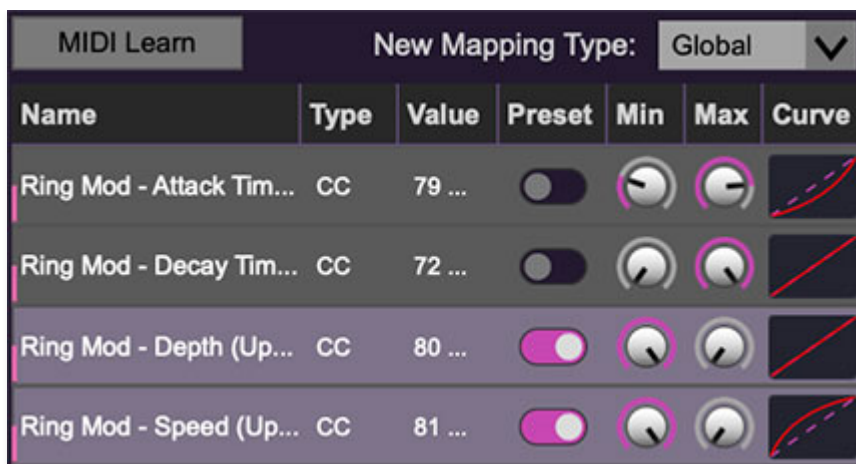 MIDI Learn New Mapping Type: Global
Name Type Value Preset Min Max Curve
Ring Mod - Attack Tim... CC 79 ...
Ring Mod - Decay Tim... CC 72 ...
Ring Mod - Depth (Up... CC 80 ...
Ring Mod - Speed (Up... CC 81 ...